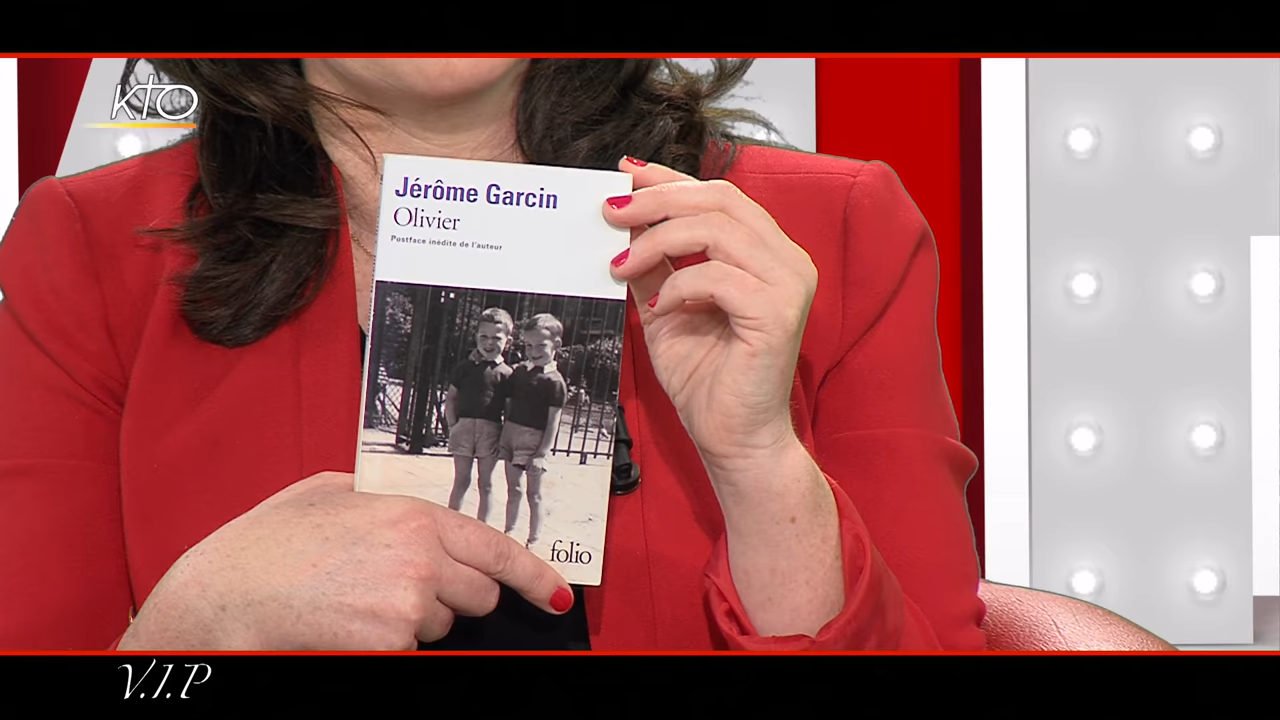 kto
Jérôme Garcin
Olivier
Postface inédite de l'auteur
folio
V.I.P